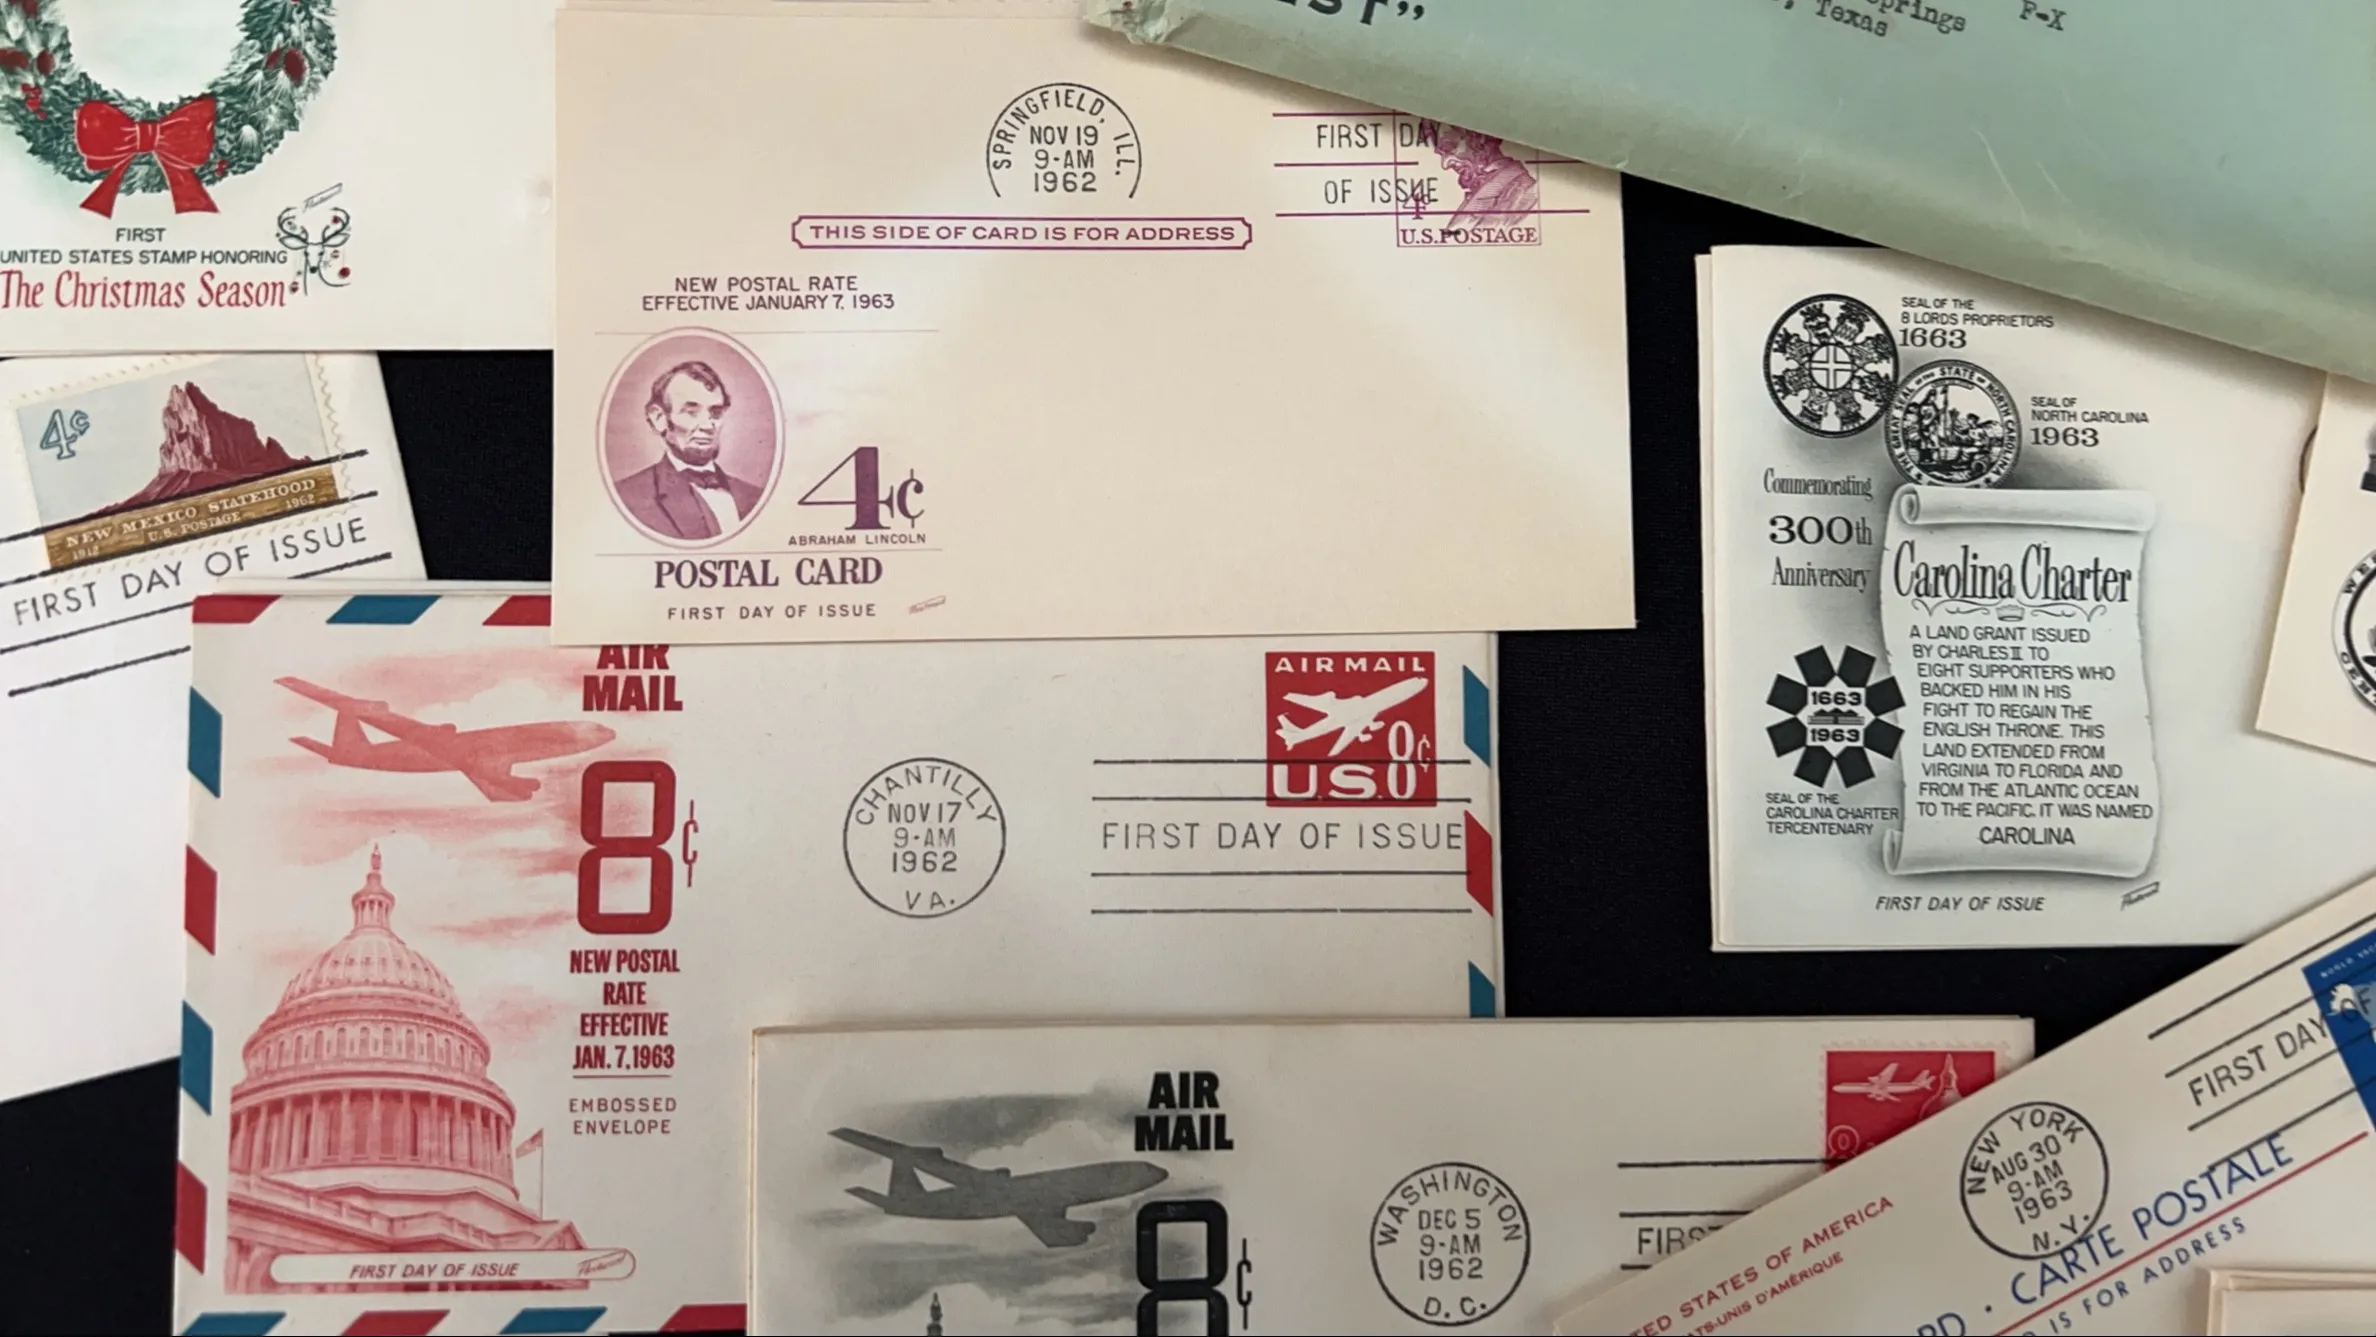 FIRST
UNITED STATES STAMP HONORING
The Christmas Season
SPRINGFIELD, ILL.
NOV 19
9-AM
1962
FIRST DAY
OF ISSUE
4¢
U.S. POSTAGE
THIS SIDE OF CARD IS FOR ADDRESS
NEW POSTAL RATE
EFFECTIVE JANUARY 7, 1963
4¢
ABRAHAM LINCOLN
POSTAL CARD
FIRST DAY OF ISSUE
Springs F-X
Texas
SEAL OF THE
8 LORDS PROPRIETORS
1663
SEAL OF
NORTH CAROLINA
1963
Commemorating
300th
Anniversary
Carolina Charter
A LAND GRANT ISSUED
BY CHARLES II TO
EIGHT SUPPORTERS WHO
BACKED HIM IN HIS
FIGHT TO REGAIN THE
ENGLISH THRONE. THIS
LAND EXTENDED FROM
VIRGINIA TO FLORIDA AND
FROM THE ATLANTIC OCEAN
TO THE PACIFIC. IT WAS NAMED
CAROLINA
1663
1963
SEAL OF THE
CAROLINA CHARTER
TERCENTENARY
FIRST DAY OF ISSUE
Fleetwood
4¢
NEW MEXICO STATEHOOD
1912 U.S. POSTAGE 1962
FIRST DAY OF ISSUE
AIR
MAIL
8¢
NEW POSTAL
RATE
EFFECTIVE
JAN. 7, 1963
EMBOSSED
ENVELOPE
FIRST DAY OF ISSUE
Fleetwood
CHANTILLY
NOV 17
9-AM
1962
VA.
AIR MAIL
8¢
U.S.
FIRST DAY OF ISSUE
AIR
MAIL
8¢
WASHINGTON
DEC 5
9-AM
1962
D.C.
NEW YORK
AUG 30
9-AM
1963
N.Y.
FIRST DAY OF
STATES OF AMERICA
D'AMÉRIQUE
CARTE POSTALE
IS FOR ADDRESS